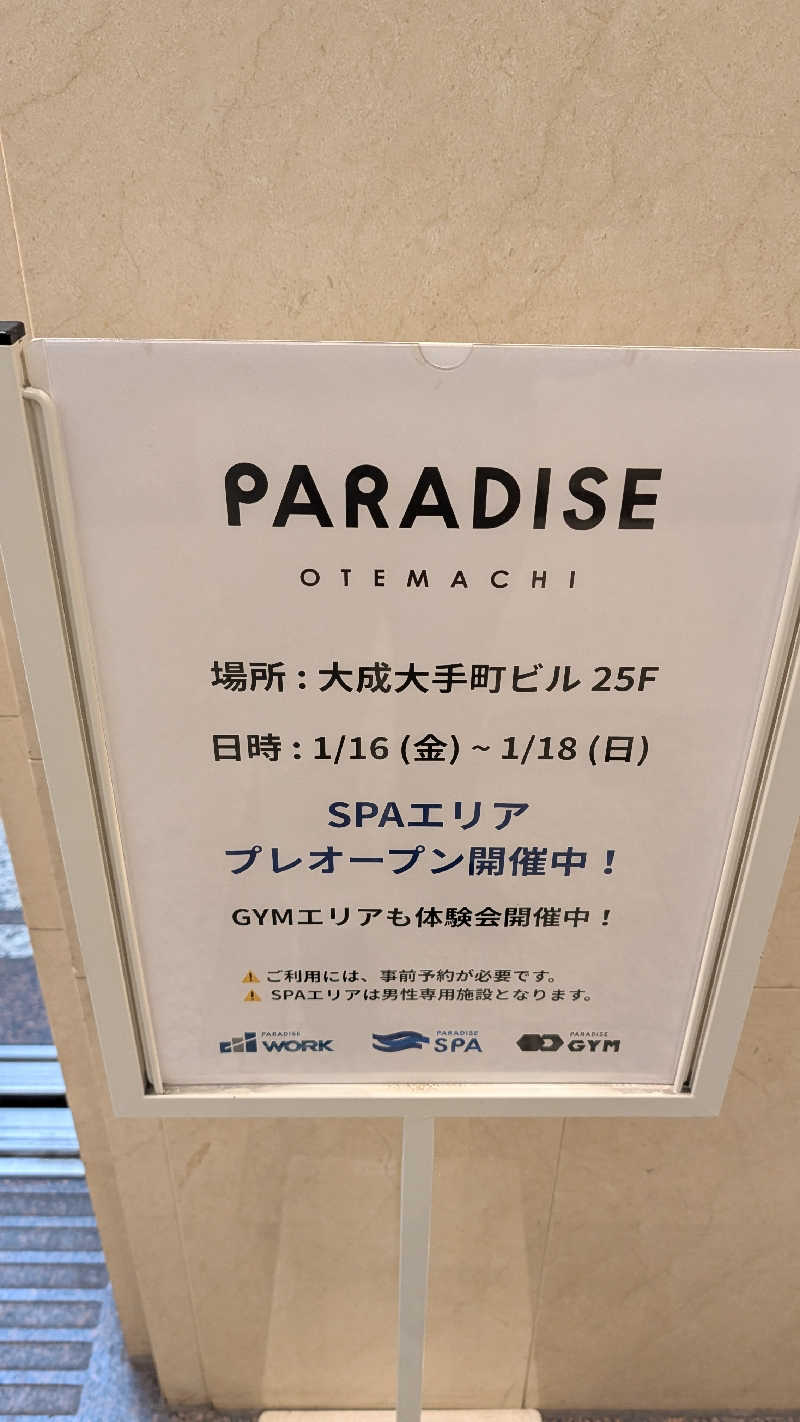 PARADISE
OTEMACHI
場所：大成大手町ビル 25F
日時：1/16 (金) ~ 1/18 (日)
SPAエリア
プレオープン開催中！
GYMエリアも体験会開催中！
⚠ ご利用には、事前予約が必要です。
⚠ SPAエリアは男性専用施設となります。
PARADISE WORK
PARADISE SPA
PARADISE GYM